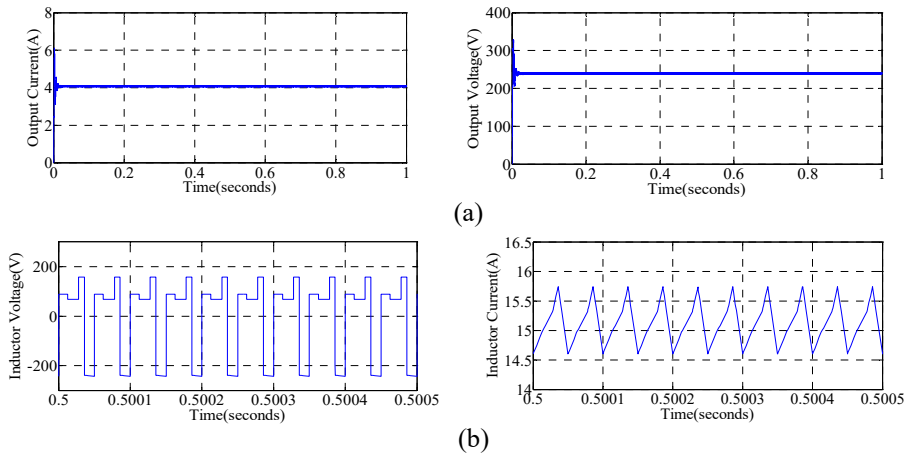 Output Current(A)
8
6
4
2
0
0 0.2 0.4 0.6 0.8 1
Time(seconds)
Output Voltage(V)
400
300
200
100
0
0 0.2 0.4 0.6 0.8 1
Time(seconds)
(a)
Inductor Voltage(V)
200
0
-200
0.5 0.5001 0.5002 0.5003 0.5004 0.5005
Time(seconds)
Inductor Current(A)
16.5
16
15.5
15
14.5
14
0.5 0.5001 0.5002 0.5003 0.5004 0.5005
Time(seconds)
(b)